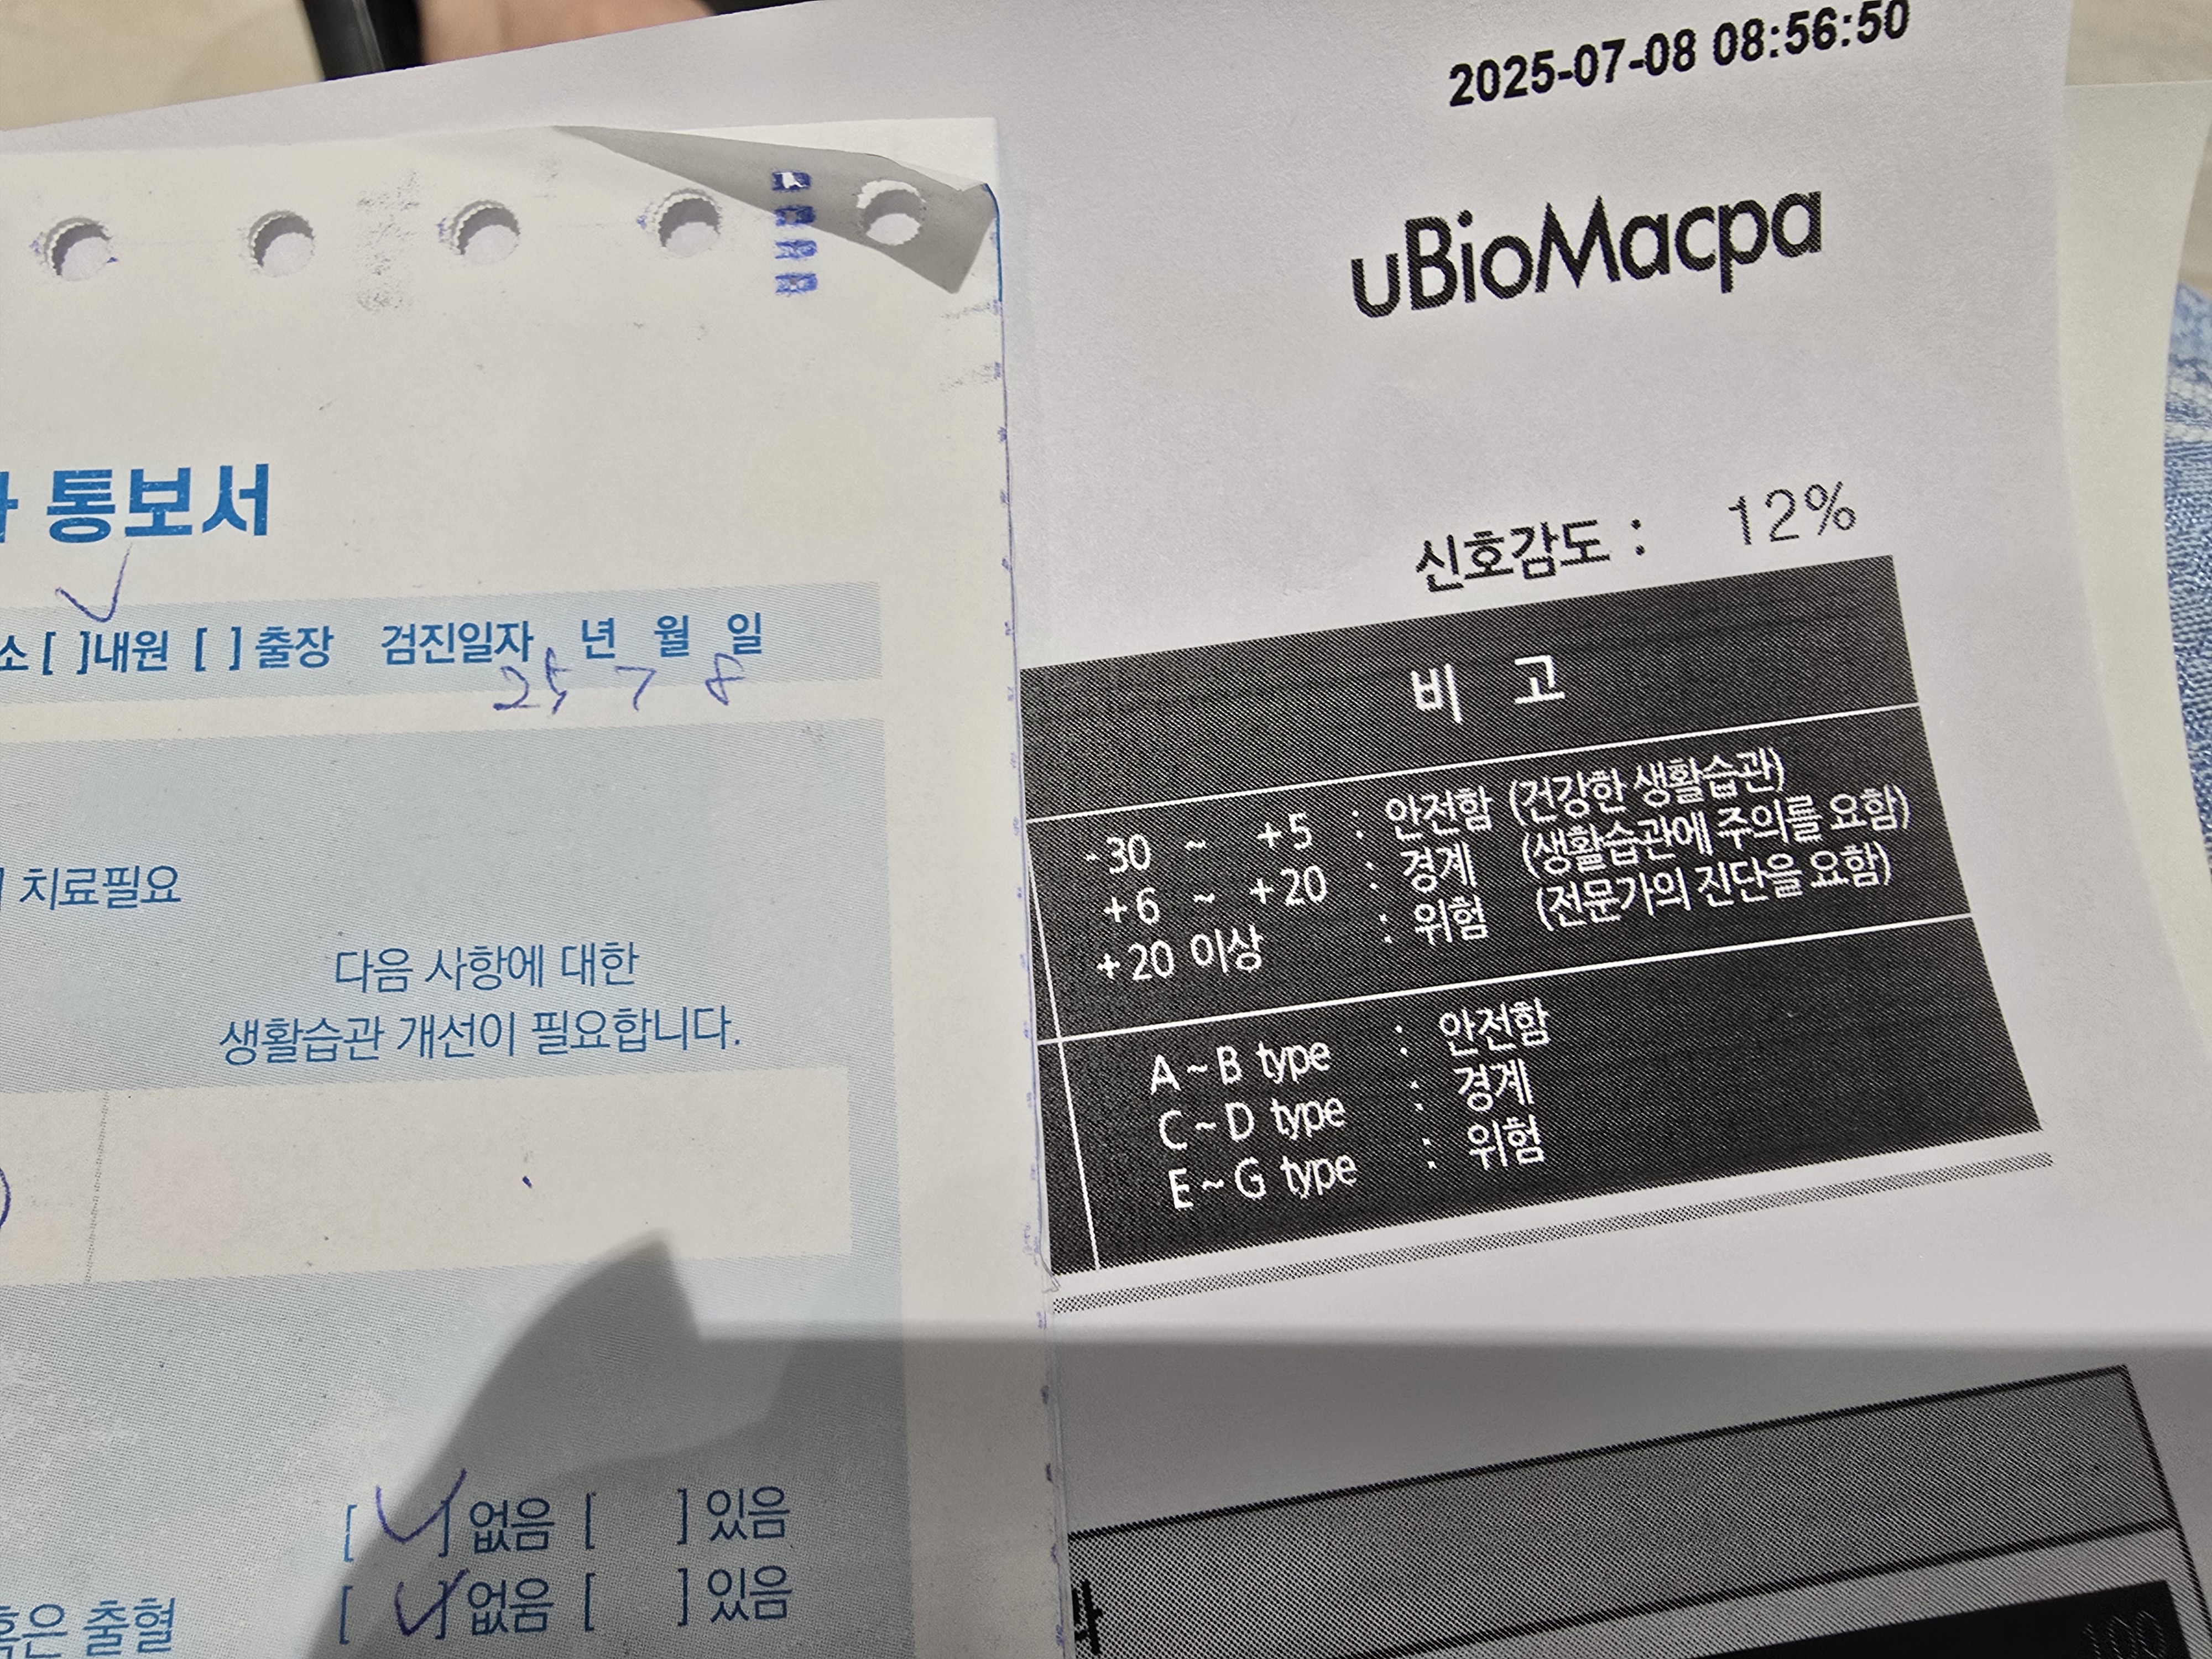 2025-07-08 08:56:50
uBioMacpa
신호감도 : 12%
비 고
-30 ~ +5 : 안전함 (건강한 생활습관)
+6 ~ +20 : 경계 (생활습관에 주의를 요함)
+20 이상 : 위험 (전문가의 진단을 요함)
A ~ B type : 안전함
C ~ D type : 경계
E ~ G type : 위험
100
통보서
[ ]내원 [ ] 출장 검진일자 년 월 일
25 7 8
치료필요
다음 사항에 대한
생활습관 개선이 필요합니다.
[ ] 없음 [ ] 있음
혹은 출혈 [ ] 없음 [ ] 있음